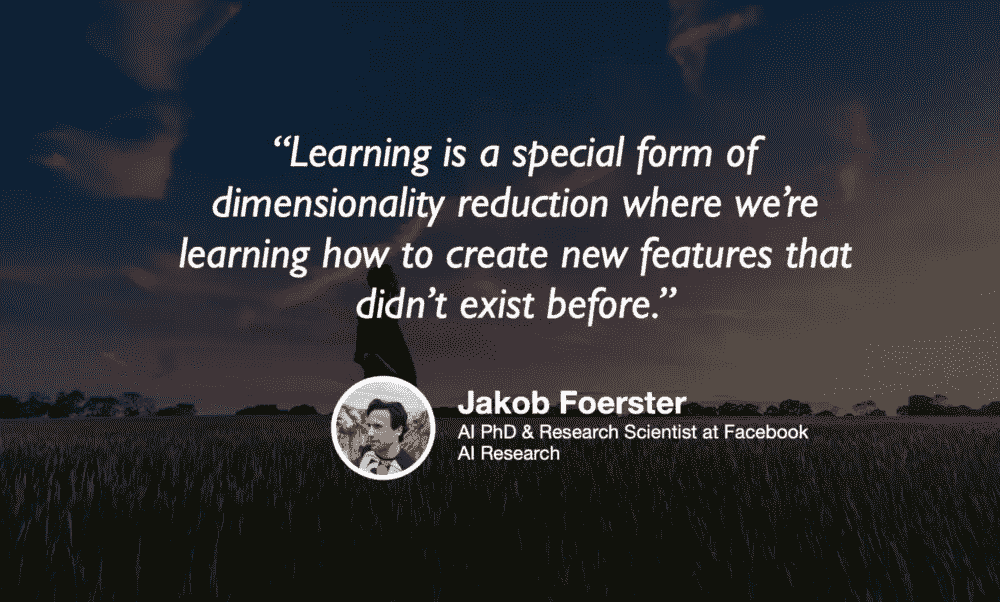 “Learning is a special form of
dimensionality reduction where we’re
learning how to create new features that
didn’t exist before.”
Jakob Foerster
AI PhD & Research Scientist at Facebook
AI Research